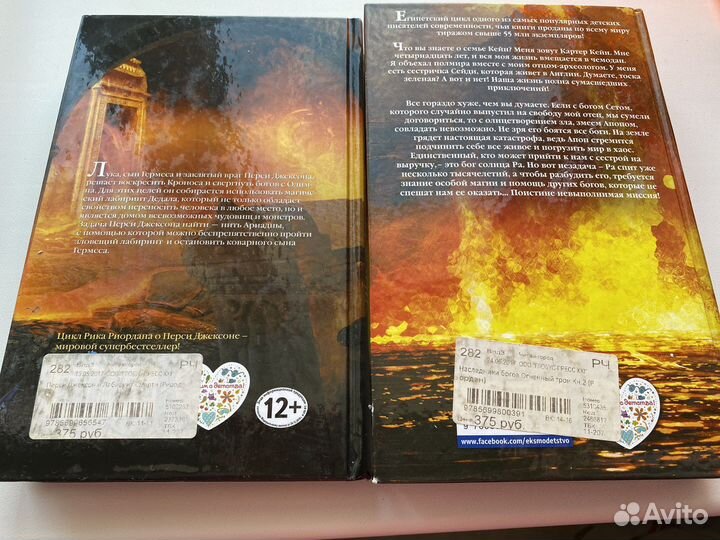 Лука, сын Гермеса и заклятый враг Перси Джексона,
решает воскресить Кроноса и свергнуть богов с Олим-
па. Для этих целей он собирается использовать магиче-
ский лабиринт Дедала, который не только обладает
свойством переносить человека в любое место, но и
является домом всевозможных чудовищ и монстров.
Задача Перси Джексона найти — нить Ариадны,
с помощью которой можно беспрепятственно пройти
зловещий лабиринт и остановить коварного сына
Гермеса.
Цикл Рика Риордана о Перси Джексоне –
мировой супербестселлер!
282
РЧ
Перси Джексон и Лабиринт смерти
375 руб
12+
Египетский цикл одного из самых популярных детских
писателей современности, чьи книги проданы по всему миру
тиражом свыше 55 млн экземпляров!
Что вы знаете о семье Кейн? Меня зовут Картер Кейн. Мне
четырнадцать лет, и вся моя жизнь вмещается в чемодан.
Я объехал полмира вместе с моим отцом-археологом. У меня
есть сестричка Сейди, которая живет в Англии. Думаете, тоска
зеленая? А вот и нет! Наша жизнь полна сумасшедших
приключений!
Все гораздо хуже, чем вы думаете. Если с богом Сетом,
которого случайно выпустил на свободу мой отец, мы сумели
договориться, то с олицетворением зла, змеем Апопом,
совладать невозможно. Не зря его боятся все боги. На земле
грядет настоящая катастрофа, ведь Апоп стремится
подчинить себе все живое и погрузить мир в хаос.
Единственный, кто может прийти к нам с сестрой на
выручку,– это бог солнца Ра. Но вот незадача – Ра спит уже
несколько тысячелетий, а чтобы разбудить его, требуется
знание особой магии и помощь других богов, которые не
спешат нам ее оказать... Поистине невыполнимая миссия!
282
Читай-город
РЧ
Наследники богов Огненный трон Кн.2 (Р
иордан)
9785699800391
375 руб
www.facebook.com/eksmodetstvo
Avito